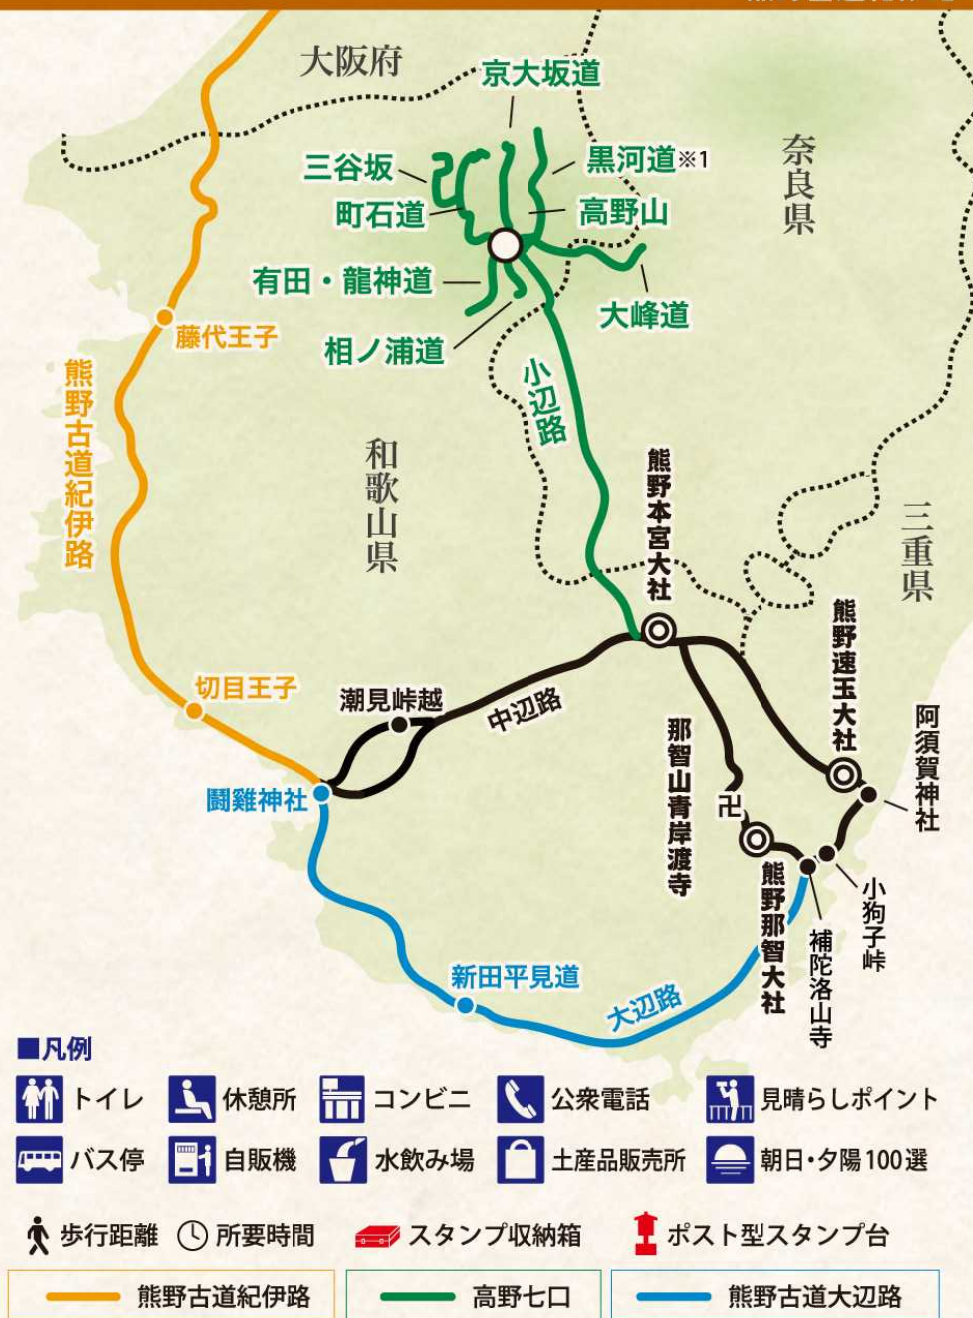 大阪府
京大坂道
奈良県
三谷坂
黒河道※1
町石道
高野山
有田・龍神道
大峰道
藤代王子
相ノ浦道
熊野古道紀伊路
小辺路
和歌山県
熊野本宮大社
三重県
熊野速玉大社
切目王子
潮見峠越
中辺路
阿須賀神社
那智山青岸渡寺
卍
闘雞神社
熊野那智大社
小狗子峠
補陀洛山寺
新田平見道
大辺路
■凡例
トイレ 休憩所 コンビニ 公衆電話 見晴らしポイント
バス停 自販機 水飲み場 土産品販売所 朝日・夕陽100選
歩行距離 所要時間 スタンプ収納箱 ポスト型スタンプ台
熊野古道紀伊路 高野七口 熊野古道大辺路